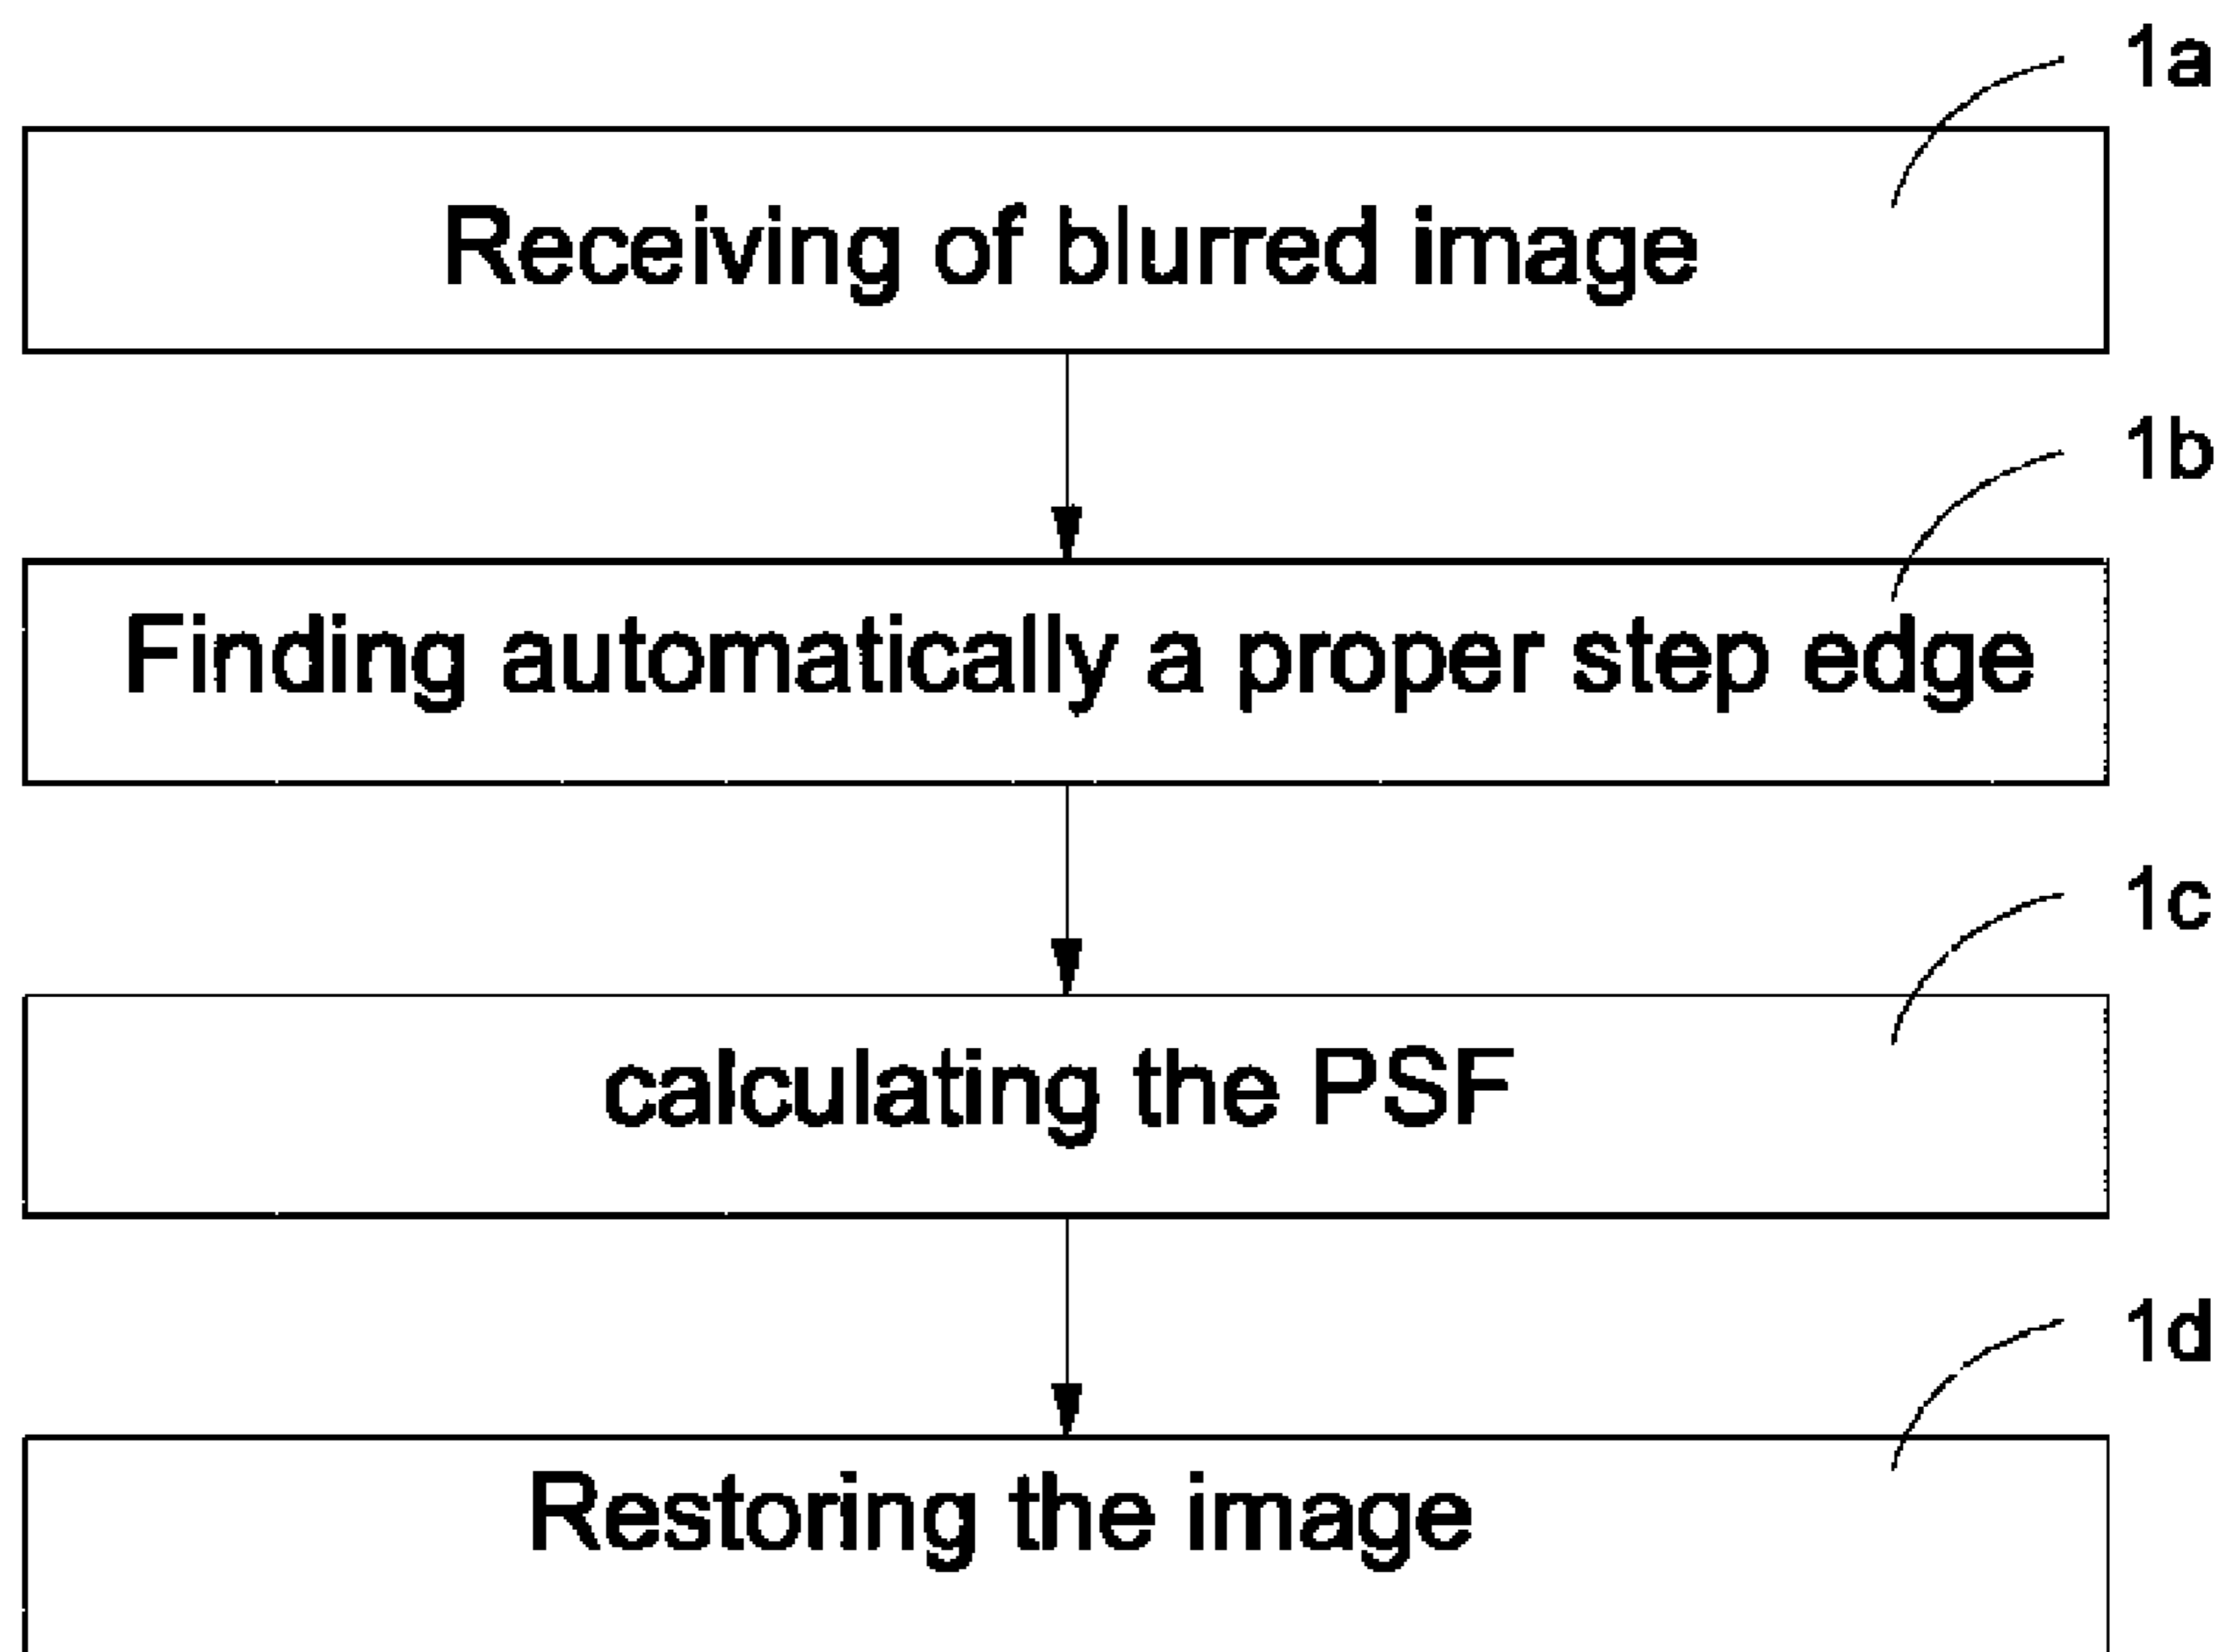 1a
Receiving of blurred image
1b
Finding automatically a proper step edge
1c
calculating the PSF
1d
Restoring the image